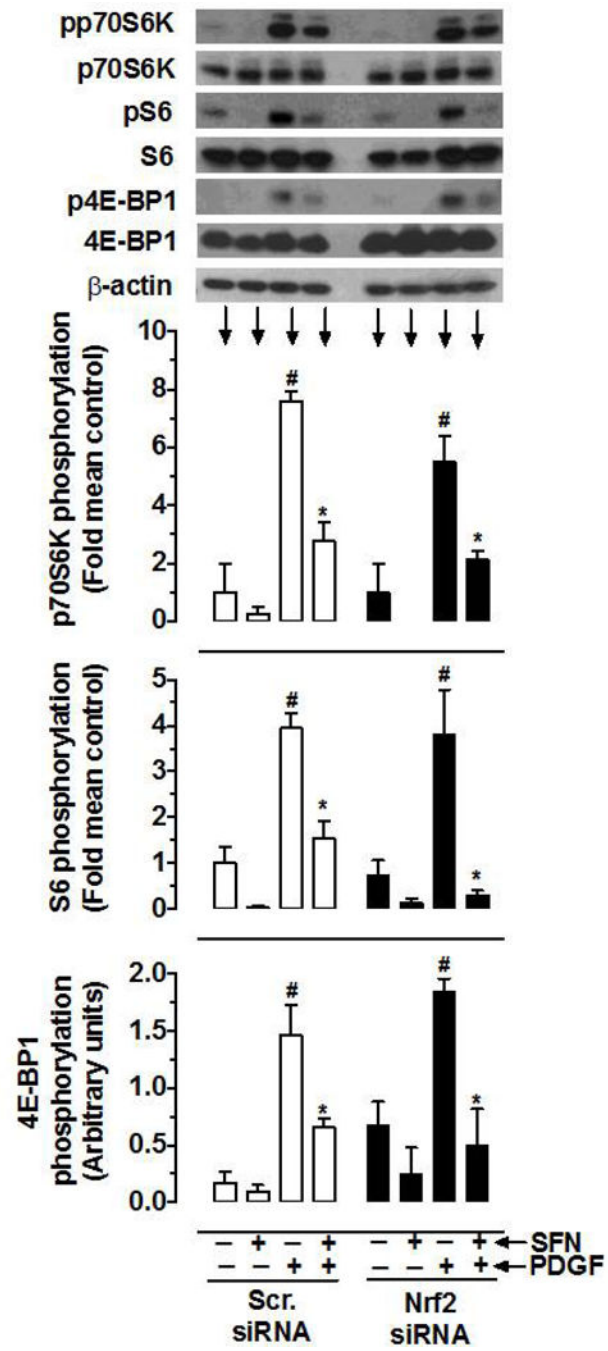 pp70S6K
p70S6K
pS6
S6
p4E-BP1
4E-BP1
β-actin
p70S6K phosphorylation
(Fold mean control)
10
8
6
4
2
0
#
*
#
*
S6 phosphorylation
(Fold mean control)
5
4
3
2
1
0
#
*
#
*
4E-BP1
phosphorylation
(Arbitrary units)
2.0
1.5
1.0
0.5
0.0
#
*
#
*
– + – + – + – + SFN
– – + + – – + + PDGF
Scr.
siRNA
Nrf2
siRNA